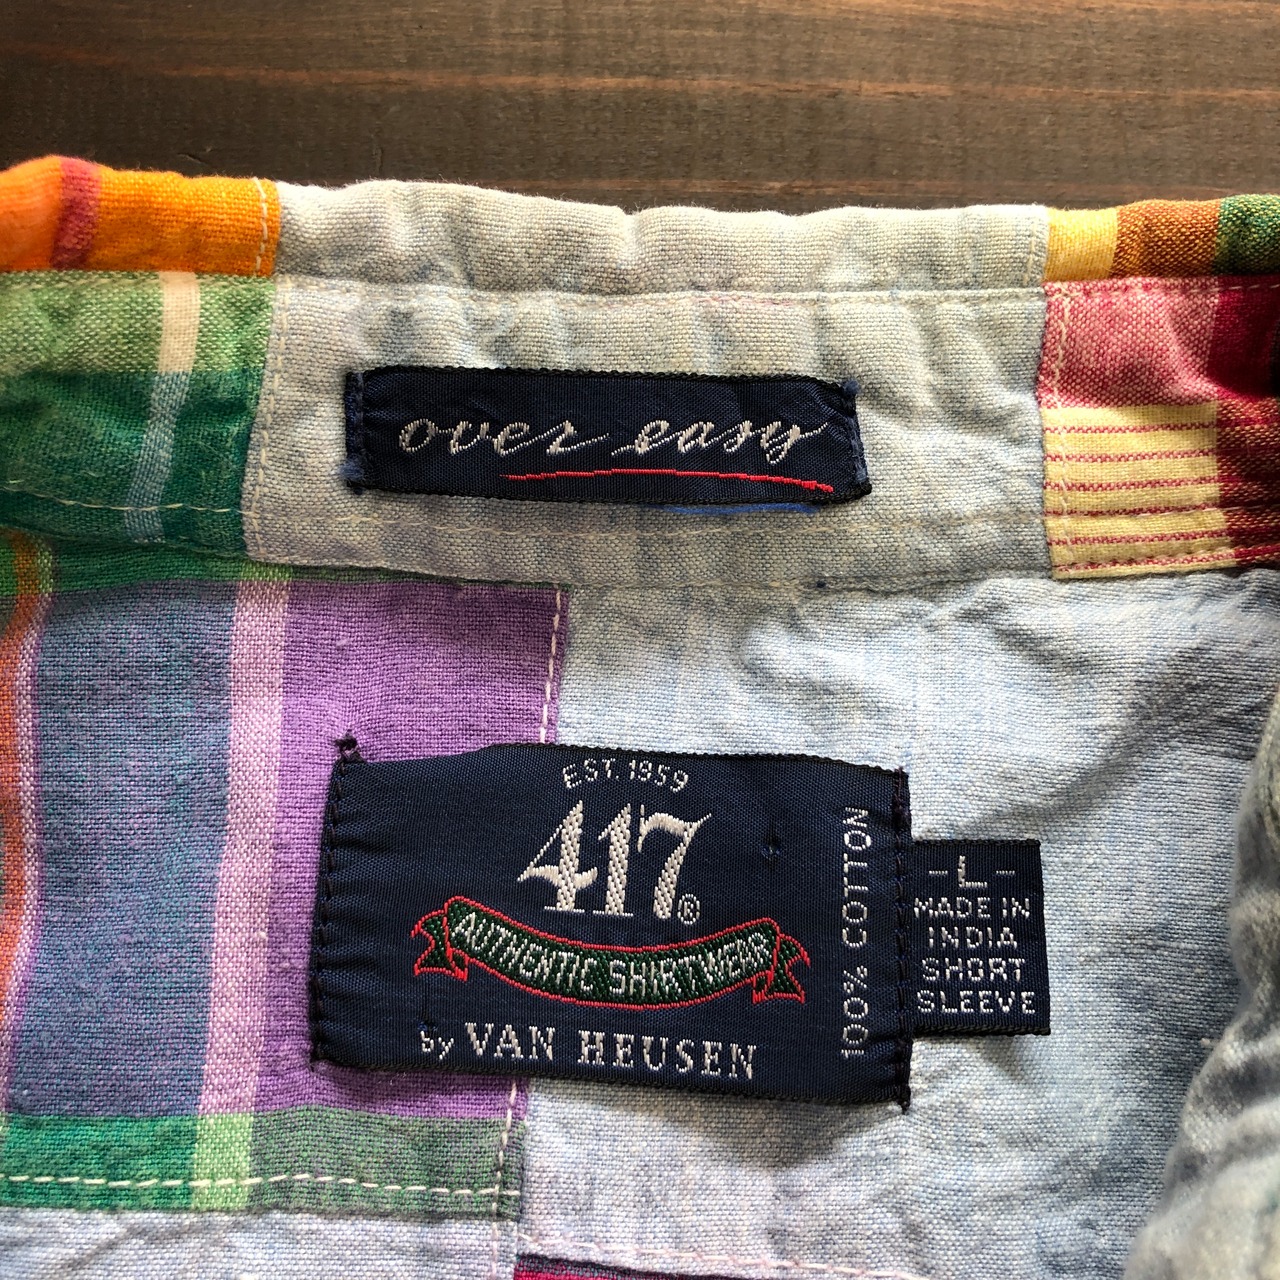 over easy
EST. 1959
417®
AUTHENTIC SHIRTWEAR
by VAN HEUSEN
100% COTTON
-L-
MADE IN
INDIA
SHORT
SLEEVE